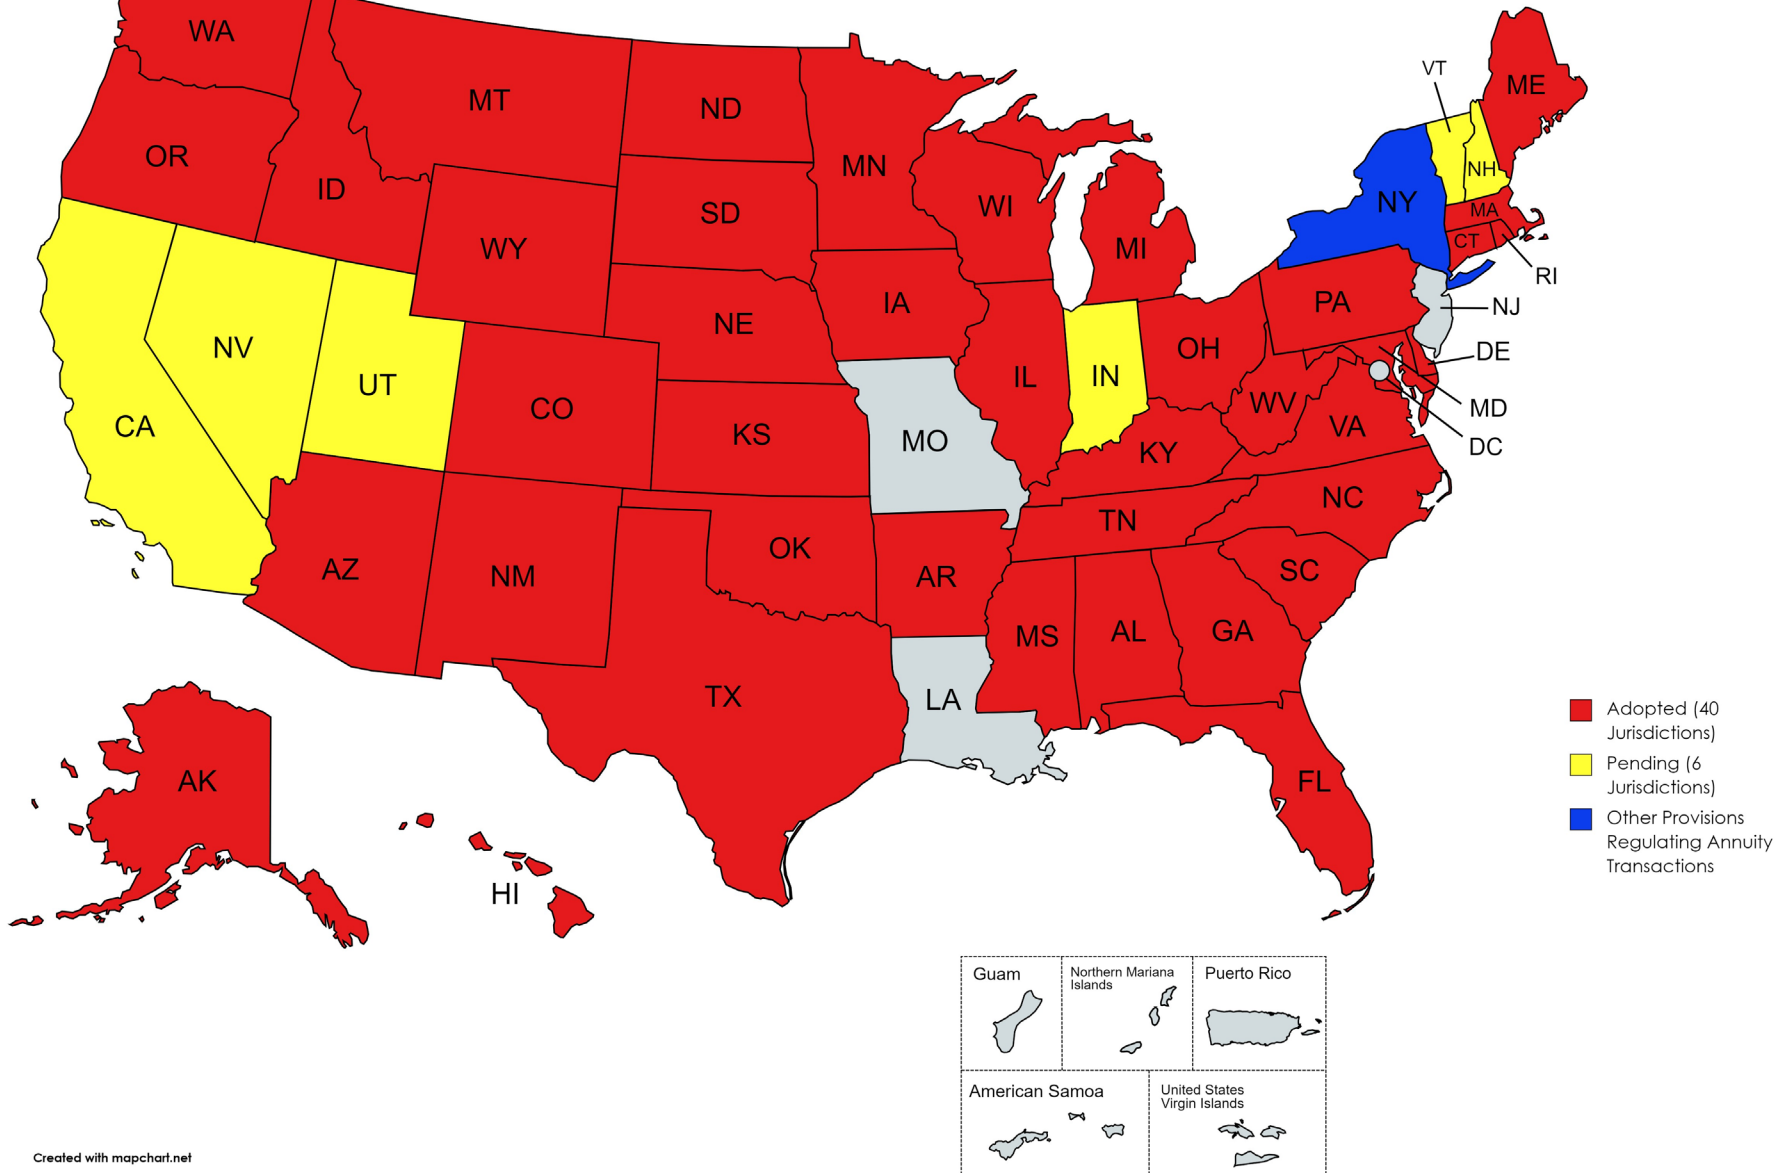 WA
MT
ND
VT
ME
OR
ID
MN
NH
SD
WI
NY
MA
WY
MI
CT
RI
IA
PA
NJ
NE
NV
OH
DE
UT
IL
IN
CO
WV
MD
CA
KS
MO
VA
KY
DC
NC
TN
OK
AZ
NM
AR
SC
MS
AL
GA
TX
LA
Adopted (40
Jurisdictions)
Pending (6
Jurisdictions)
AK
FL
Other Provisions
Regulating Annuity
Transactions
HI
Guam
Northern Mariana
Islands
Puerto Rico
American Samoa
United States
Virgin Islands
Created with mapchart.net